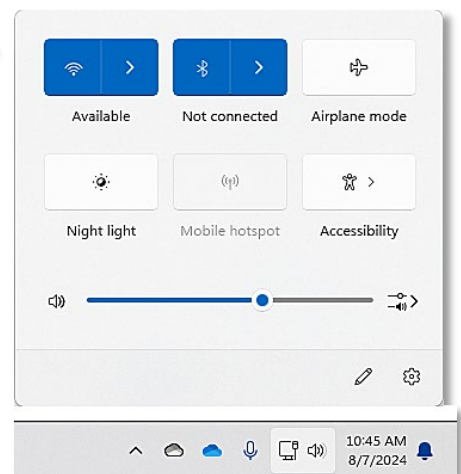 Available
Not connected
Airplane mode
Night light
Mobile hotspot
Accessibility
10:45 AM
8/7/2024